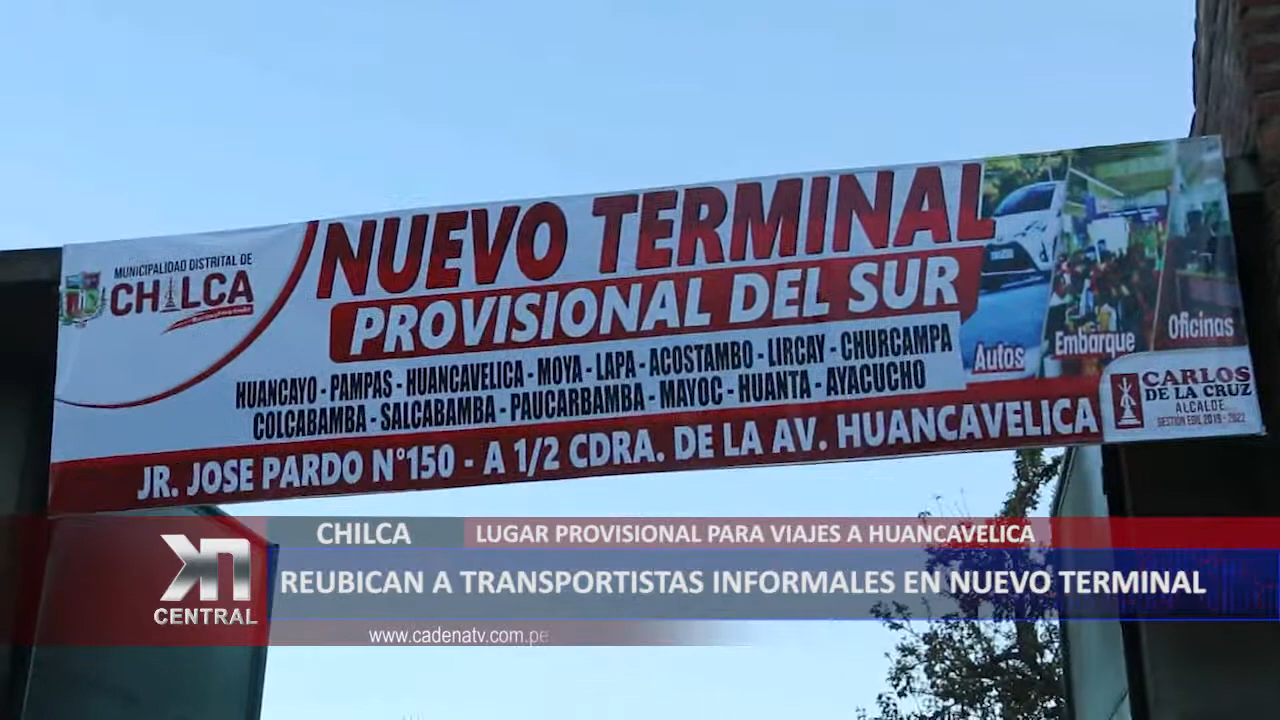 MUNICIPALIDAD DISTRITAL DE
CHILCA
NUEVO TERMINAL
PROVISIONAL DEL SUR
HUANCAYO - PAMPAS - HUANCAVELICA - MOYA - LAPA - ACOSTAMBO - LIRCAY - CHURCAMPA
COLCABAMBA - SALCABAMBA - PAUCARBAMBA - MAYOC - HUANTA - AYACUCHO
JR. JOSE PARDO N°150 - A 1/2 CDRA. DE LA AV. HUANCAVELICA
Autos
Embarque
Oficinas
CARLOS
DE LA CRUZ
ALCALDE
GESTIÓN EDIL 2019 - 2022
CHILCA
LUGAR PROVISIONAL PARA VIAJES A HUANCAVELICA
REUBICAN A TRANSPORTISTAS INFORMALES EN NUEVO TERMINAL
CENTRAL
www.cadenatv.com.pe